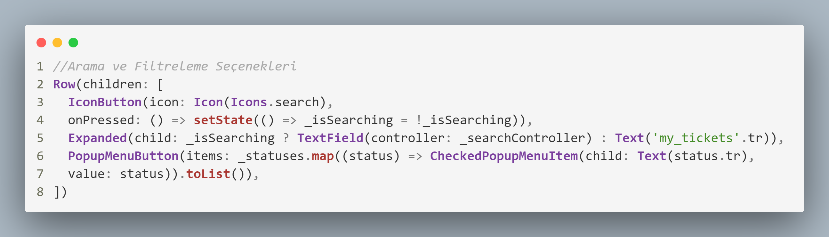 1 //Arama ve Filtreleme Seçenekleri
2 Row(children: [
3   IconButton(icon: Icon(Icons.search),
4   onPressed: () => setState(() => _isSearching = !_isSearching)),
5   Expanded(child: _isSearching ? TextField(controller: _searchController) : Text('my_tickets'.tr)),
6   PopupMenuButton(items: _statuses.map((status) => CheckedPopupMenuItem(child: Text(status.tr),
7   value: status)).toList()),
8 ])